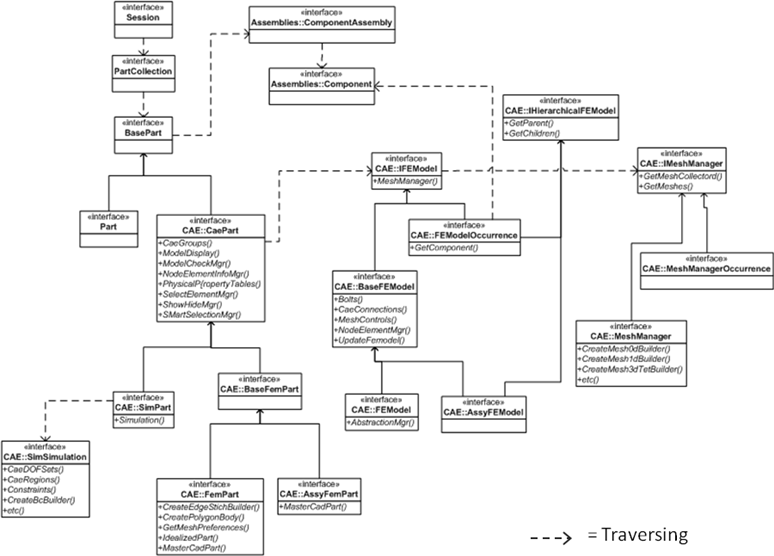 «interface»
Session
«interface»
PartCollection
«interface»
BasePart
«interface»
Assemblies::ComponentAssembly
«interface»
Assemblies::Component
«interface»
CAE::IHierarchicalFEModel
+GetParent()
+GetChildren()
«interface»
CAE::IFEModel
+MeshManager()
«interface»
CAE::IMeshManager
+GetMeshCollectord()
+GetMeshes()
«interface»
Part
«interface»
CAE::CaePart
+CaeGroups()
+ModelDisplay()
+ModelCheckMgr()
+NodeElementInfoMgr()
+PhysicalP{ropertyTables()
+SelectElementMgr()
+ShowHideMgr()
+SMartSelectionMgr()
«interface»
CAE::FEModelOccurrence
+GetComponent()
«interface»
CAE::MeshManagerOccurrence
«interface»
CAE::BaseFEModel
+Bolts()
+CaeConnections()
+MeshControls()
+NodeElementMgr()
+UpdateFemodel()
«interface»
CAE::MeshManager
+CreateMesh0dBuilder()
+CreateMesh1dBuilder()
+CreateMesh3dTetBuilder()
+etc()
«interface»
CAE::SimPart
+Simulation()
«interface»
CAE::BaseFemPart
«interface»
CAE::FEModel
+AbstractionMgr()
«interface»
CAE::AssyFEModel
«interface»
CAE::SimSimulation
+CaeDOFSets()
+CaeRegions()
+Constraints()
+CreateBcBuilder()
+etc()
«interface»
CAE::FemPart
+CreateEdgeStichBuilder()
+CreatePolygonBody()
+GetMeshPreferences()
+IdealizedPart()
+MasterCadPart()
«interface»
CAE::AssyFemPart
+MasterCadPart()
= Traversing